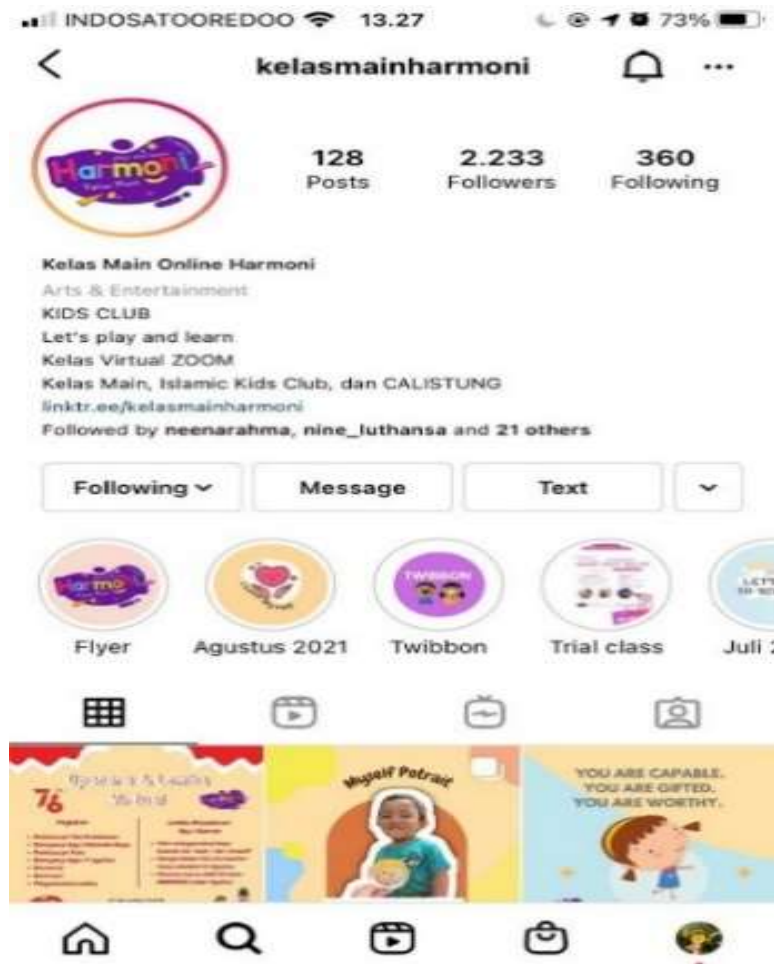 INDOSATOOREDOO 13.27 73%
kelasmainharmoni
Harmoni
128 2.233 360
Posts Followers Following
Kelas Main Online Harmoni
Arts & Entertainment
KIDS CLUB
Let's play and learn
Kelas Virtual ZOOM
Kelas Main, Islamic Kids Club, dan CALISTUNG
linktr.ee/kelasmainharmoni
Followed by neenarahma, nine_luthansa and 21 others
Following Message Text
Harmoni
TWIBBON
Flyer Agustus 2021 Twibbon Trial class Juli
76
Myself Potrait
YOU ARE CAPABLE.
YOU ARE GIFTED.
YOU ARE WORTHY.